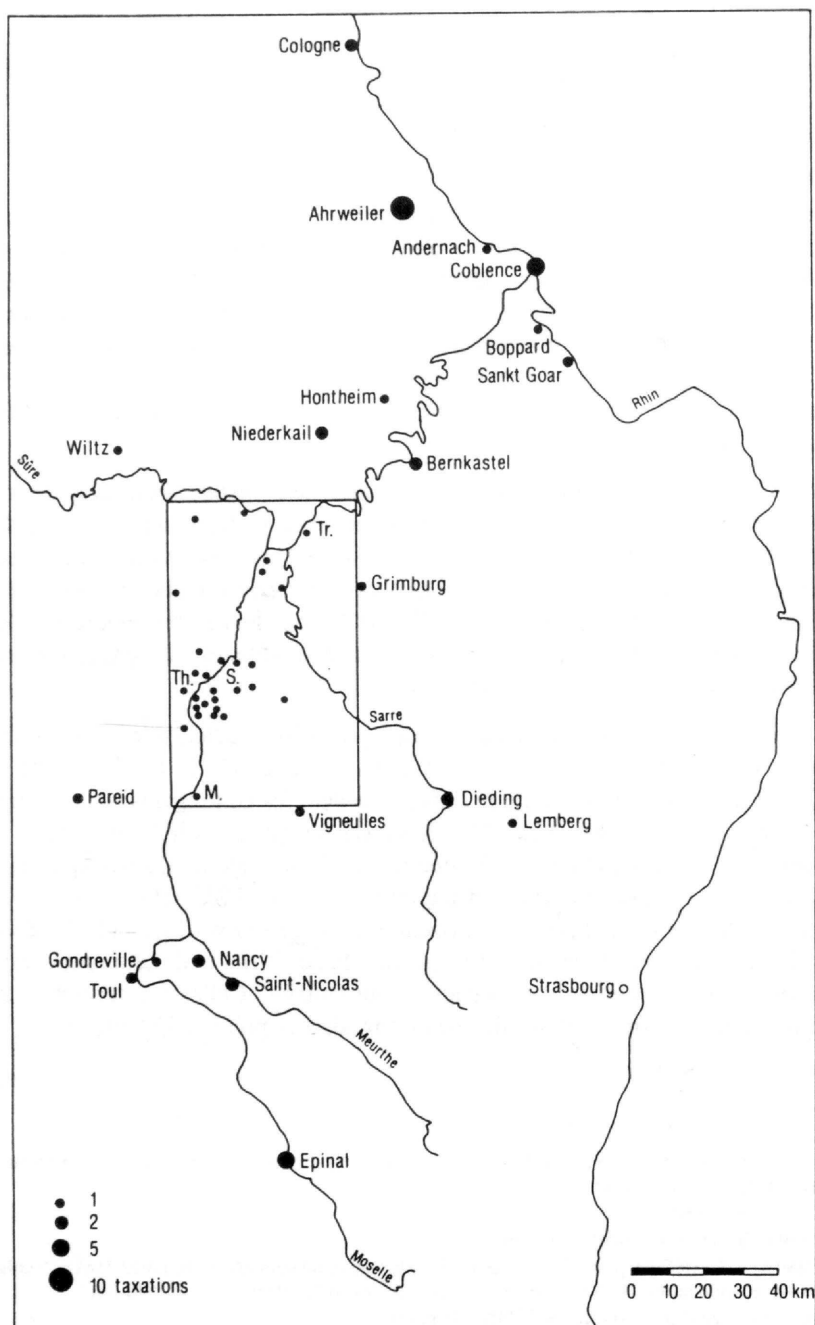 Cologne
Ahrweiler
Andernach
Coblence
Boppard
Sankt Goar
Rhin
Hontheim
Niederkail
Wiltz
Bernkastel
Sûre
Tr.
Grimburg
Th. S.
Sarre
Pareid
M.
Dieding
Vigneulles
Lemberg
Gondreville
Nancy
Toul
Saint-Nicolas
Strasbourg
Meurthe
Epinal
Moselle
1
2
5
10 taxations
0 10 20 30 40 km